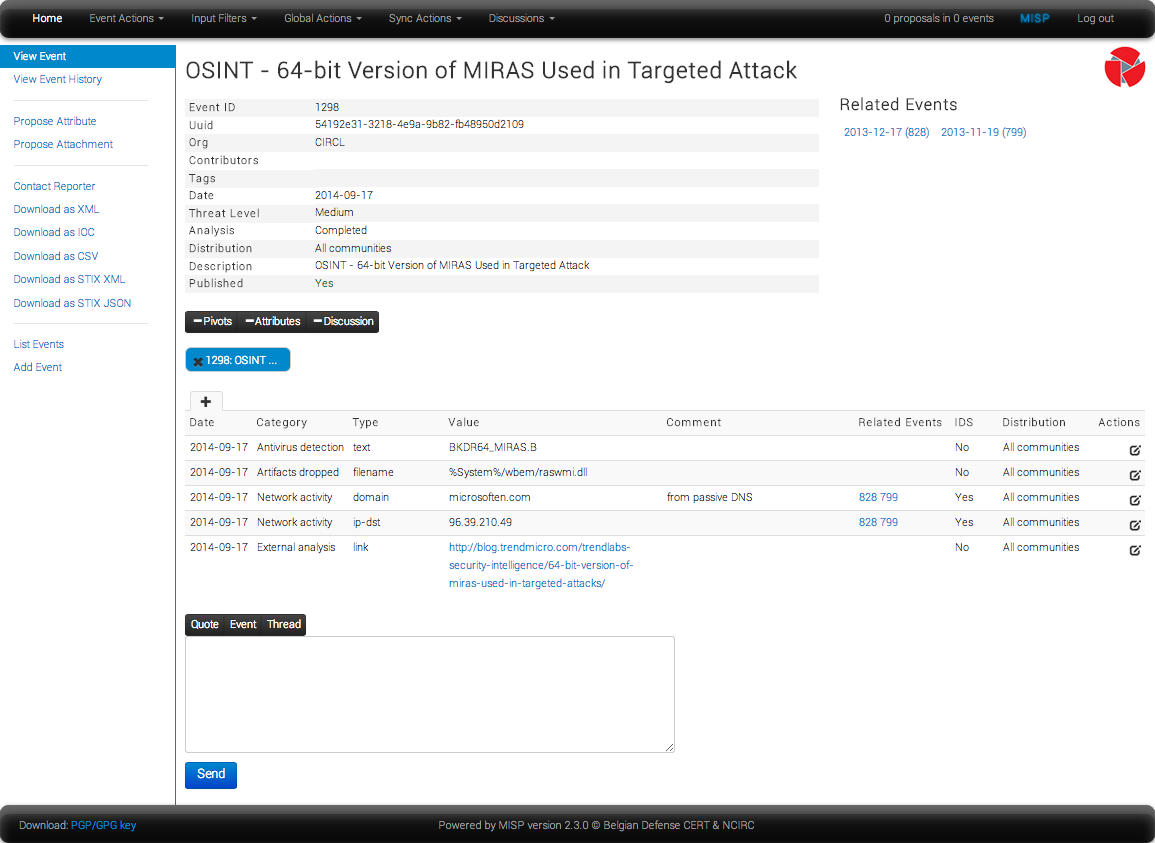 Home Event Actions Input Filters Global Actions Sync Actions Discussions 0 proposals in 0 events MISP Log out
View Event
View Event History
Propose Attribute
Propose Attachment
Contact Reporter
Download as XML
Download as IOC
Download as CSV
Download as STIX XML
Download as STIX JSON
List Events
Add Event
OSINT - 64-bit Version of MIRAS Used in Targeted Attack
Event ID 1298
Uuid 54192e31-3218-4e9a-9b82-fb48950d2109
Org CIRCL
Contributors
Tags
Date 2014-09-17
Threat Level Medium
Analysis Completed
Distribution All communities
Description OSINT - 64-bit Version of MIRAS Used in Targeted Attack
Published Yes
Related Events
2013-12-17 (828) 2013-11-19 (799)
Pivots Attributes Discussion
1298: OSINT ...
Date Category Type Value Comment Related Events IDS Distribution Actions
2014-09-17 Antivirus detection text BKDR64_MIRAS.B No All communities
2014-09-17 Artifacts dropped filename %System%/wbem/raswmi.dll No All communities
2014-09-17 Network activity domain microsoften.com from passive DNS 828 799 Yes All communities
2014-09-17 Network activity ip-dst 96.39.210.49 828 799 Yes All communities
2014-09-17 External analysis link http://blog.trendmicro.com/trendlabs- No All communities
security-intelligence/64-bit-version-of-
miras-used-in-targeted-attacks/
Quote Event Thread
Send
Download: PGP/GPG key Powered by MISP version 2.3.0 © Belgian Defense CERT & NCIRC